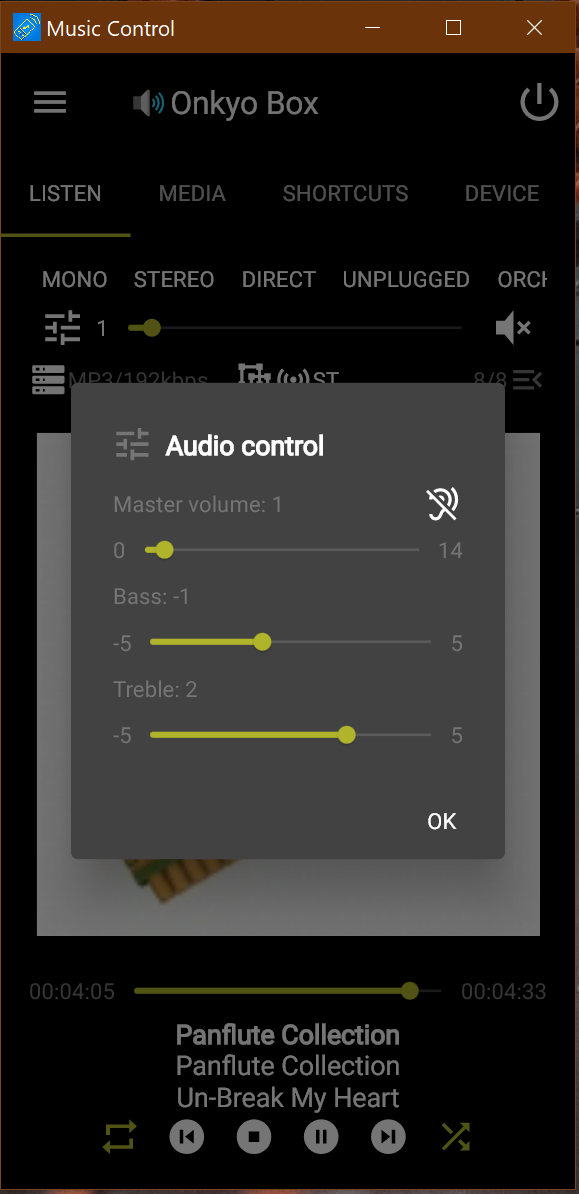 Music Control
Onkyo Box
LISTEN MEDIA SHORTCUTS DEVICE
MONO STEREO DIRECT UNPLUGGED ORCH
1
MP3/192kbps ST 8/8
Audio control
Master volume: 1
0 14
Bass: -1
-5 5
Treble: 2
-5 5
OK
00:04:05 00:04:33
Panflute Collection
Panflute Collection
Un-Break My Heart